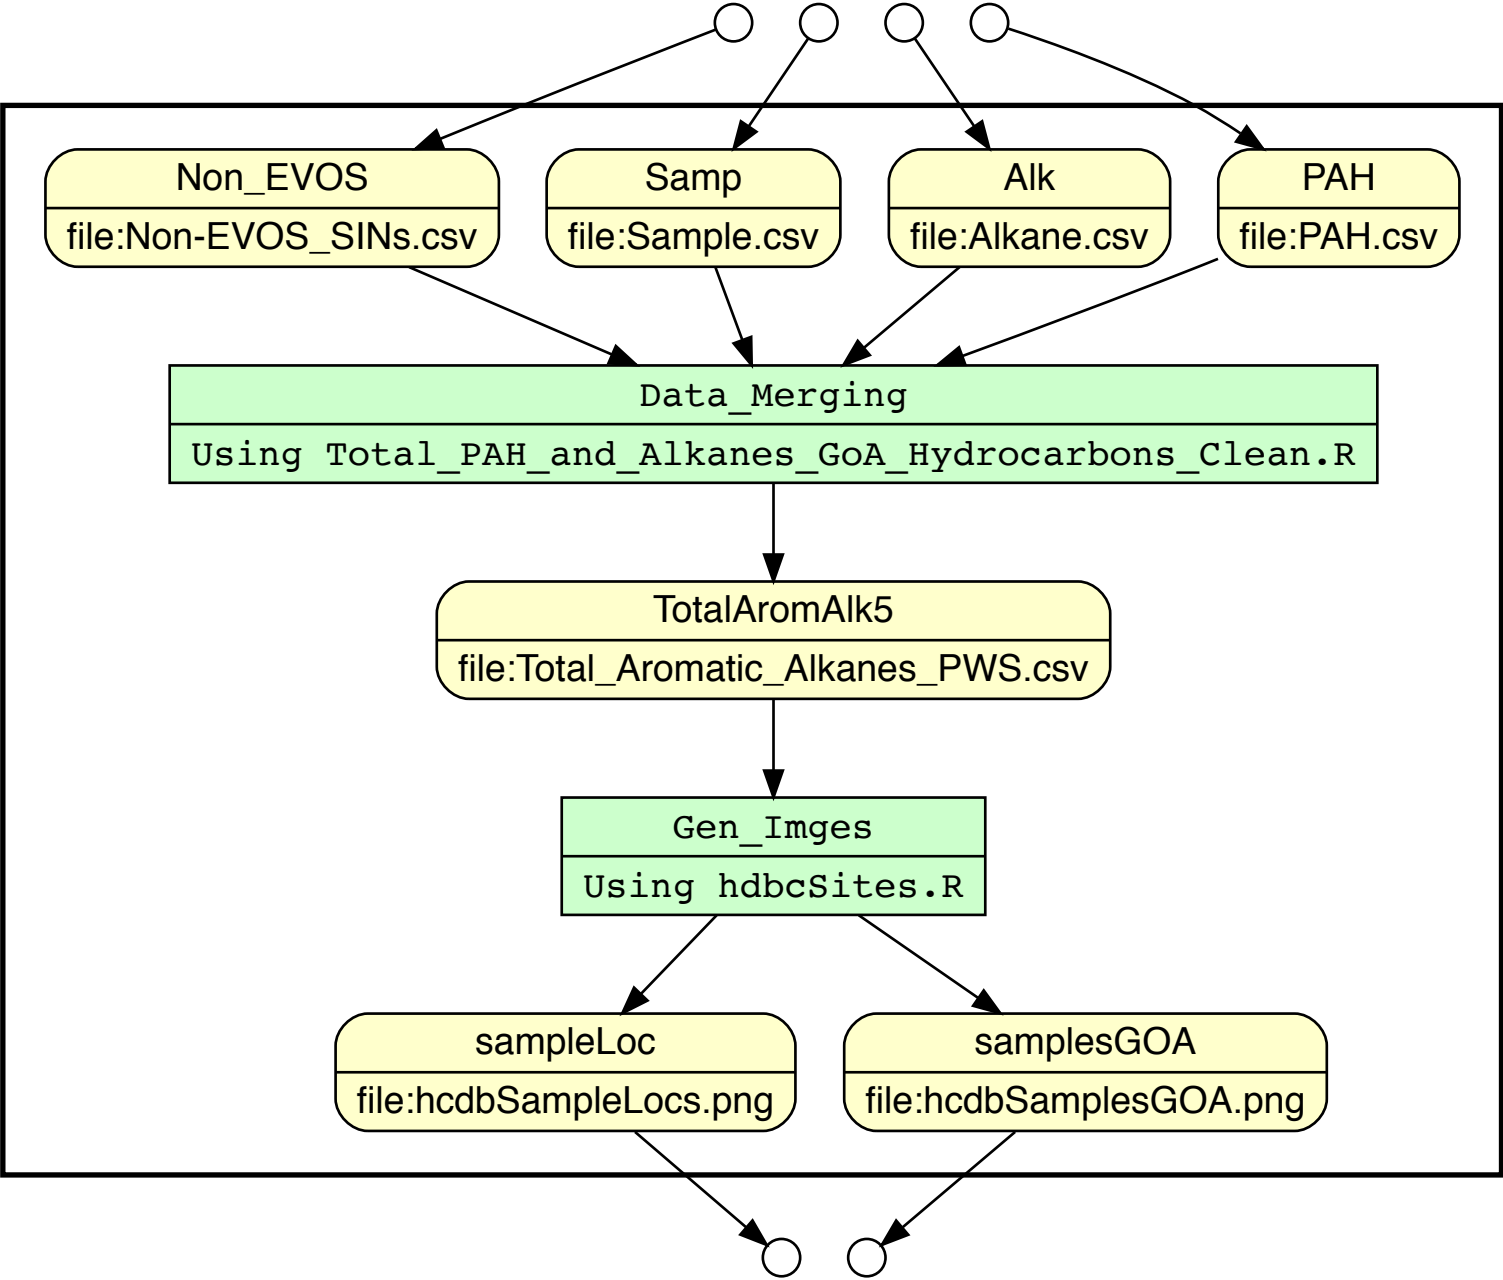 Non_EVOS
file:Non-EVOS_SINs.csv
Samp
file:Sample.csv
Alk
file:Alkane.csv
PAH
file:PAH.csv
Data_Merging
Using Total_PAH_and_Alkanes_GoA_Hydrocarbons_Clean.R
TotalAromAlk5
file:Total_Aromatic_Alkanes_PWS.csv
Gen_Imges
Using hdbcSites.R
sampleLoc
file:hcdbSampleLocs.png
samplesGOA
file:hcdbSamplesGOA.png